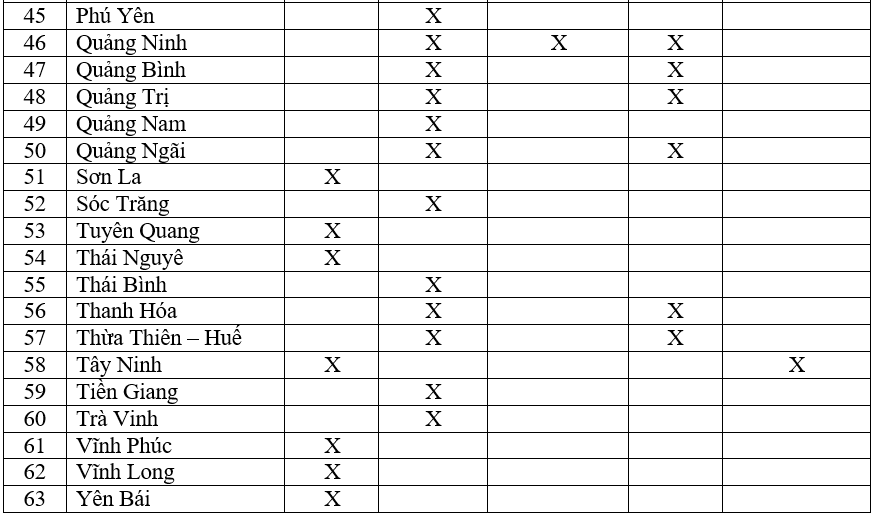 45 Phú Yên X
46 Quảng Ninh X X X
47 Quảng Bình X X
48 Quảng Trị X X
49 Quảng Nam X
50 Quảng Ngãi X X
51 Sơn La X
52 Sóc Trăng X
53 Tuyên Quang X
54 Thái Nguyê X
55 Thái Bình X
56 Thanh Hóa X X
57 Thừa Thiên – Huế X X
58 Tây Ninh X X
59 Tiền Giang X
60 Trà Vinh X
61 Vĩnh Phúc X
62 Vĩnh Long X
63 Yên Bái X